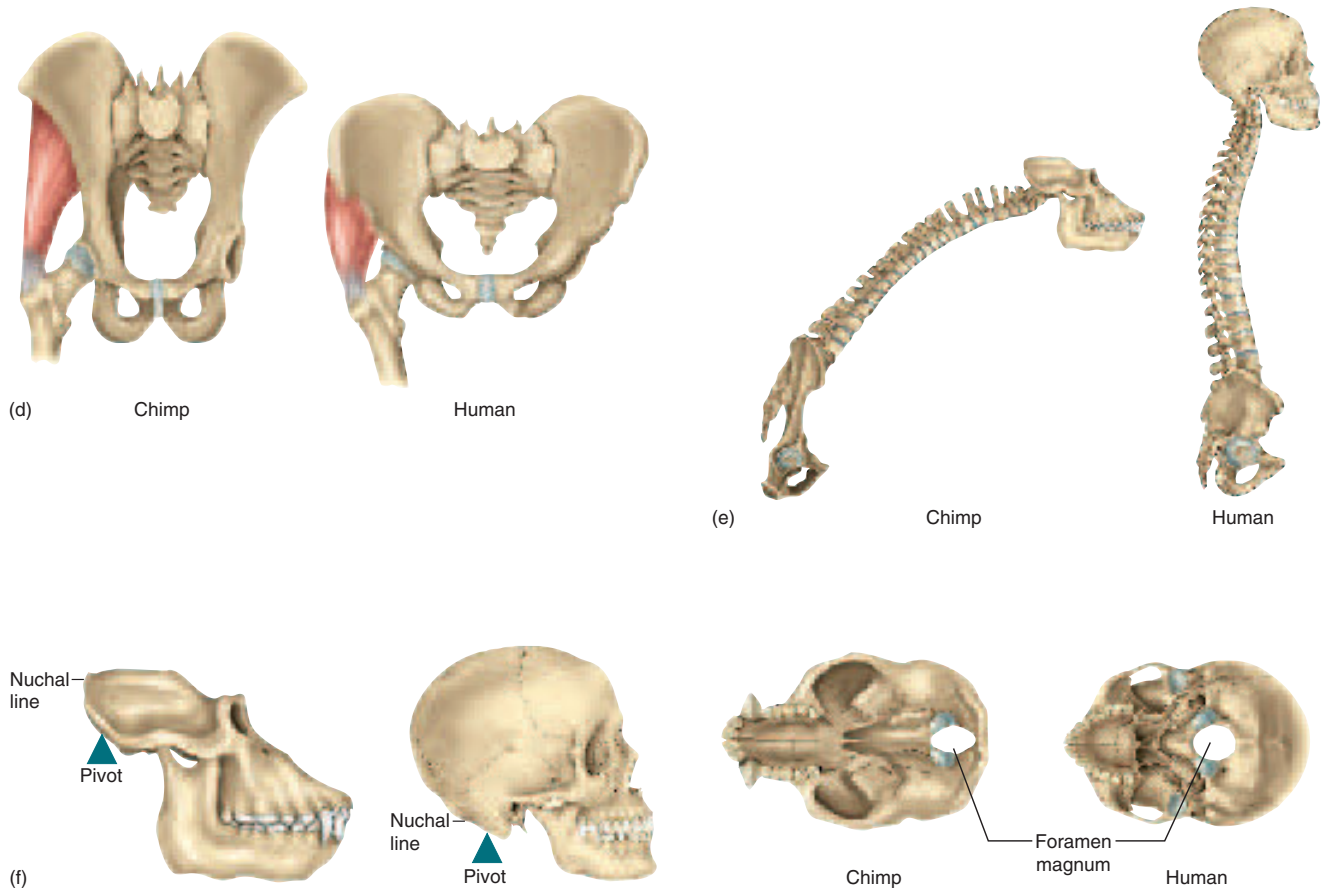 (d)
Chimp
Human
(e)
Chimp
Human
Nuchal
line
Pivot
Nuchal
line
Pivot
(f)
Foramen
magnum
Chimp
Human